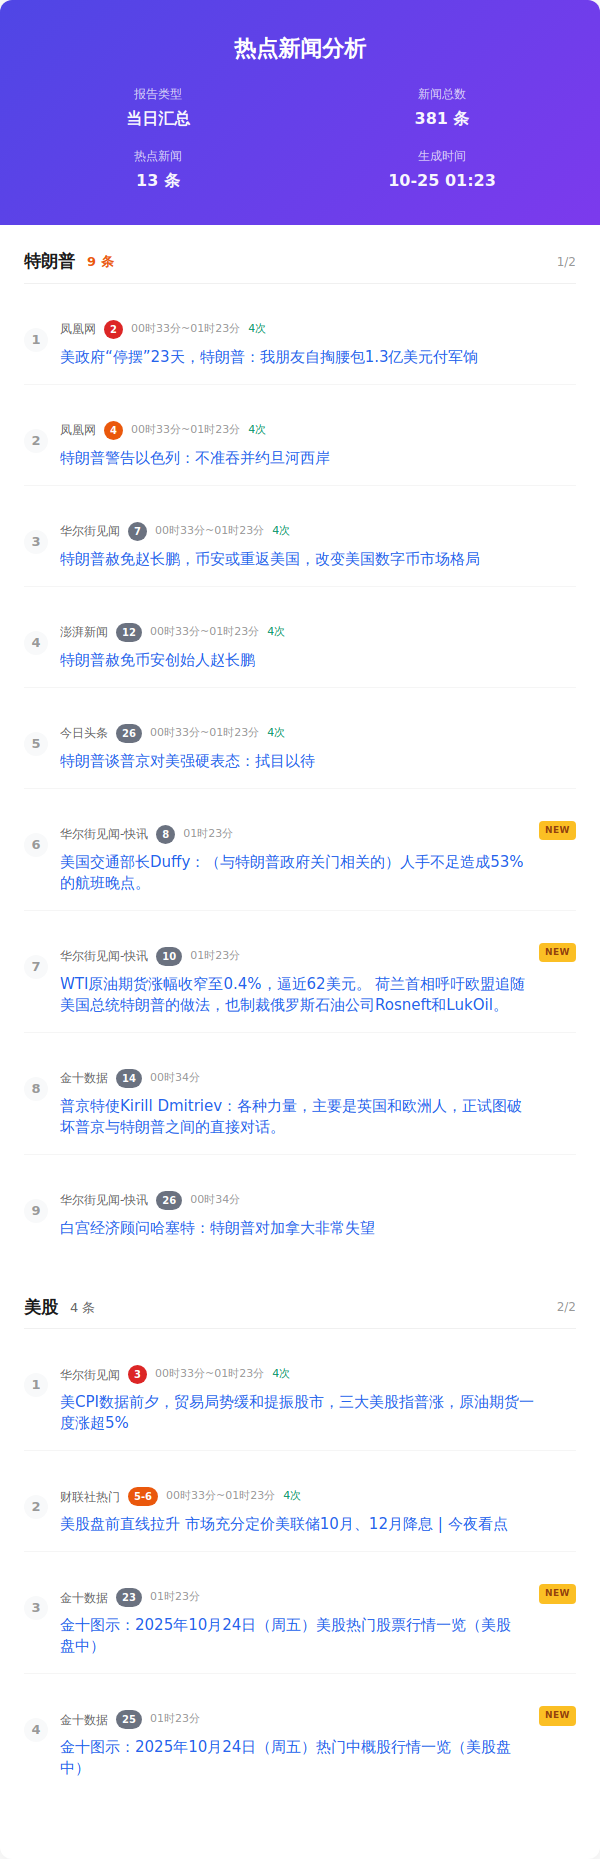 热点新闻分析
报告类型
当日汇总
新闻总数
381 条
热点新闻
13 条
生成时间
10-25 01:23
特朗普 9 条 1/2
1
凤凰网 2 00时33分~01时23分 4次
美政府“停摆”23天，特朗普：我朋友自掏腰包1.3亿美元付军饷
2
凤凰网 4 00时33分~01时23分 4次
特朗普警告以色列：不准吞并约旦河西岸
3
华尔街见闻 7 00时33分~01时23分 4次
特朗普赦免赵长鹏，币安或重返美国，改变美国数字币市场格局
4
澎湃新闻 12 00时33分~01时23分 4次
特朗普赦免币安创始人赵长鹏
5
今日头条 26 00时33分~01时23分 4次
特朗普谈普京对美强硬表态：拭目以待
6
华尔街见闻-快讯 8 01时23分 NEW
美国交通部长Duffy：（与特朗普政府关门相关的）人手不足造成53%
的航班晚点。
7
华尔街见闻-快讯 10 01时23分 NEW
WTI原油期货涨幅收窄至0.4%，逼近62美元。 荷兰首相呼吁欧盟追随
美国总统特朗普的做法，也制裁俄罗斯石油公司Rosneft和LukOil。
8
金十数据 14 00时34分
普京特使Kirill Dmitriev：各种力量，主要是英国和欧洲人，正试图破
坏普京与特朗普之间的直接对话。
9
华尔街见闻-快讯 26 00时34分
白宫经济顾问哈塞特：特朗普对加拿大非常失望
美股 4 条 2/2
1
华尔街见闻 3 00时33分~01时23分 4次
美CPI数据前夕，贸易局势缓和提振股市，三大美股指普涨，原油期货一
度涨超5%
2
财联社热门 5-6 00时33分~01时23分 4次
美股盘前直线拉升 市场充分定价美联储10月、12月降息 | 今夜看点
3
金十数据 23 01时23分 NEW
金十图示：2025年10月24日（周五）美股热门股票行情一览（美股
盘中）
4
金十数据 25 01时23分 NEW
金十图示：2025年10月24日（周五）热门中概股行情一览（美股盘
中）